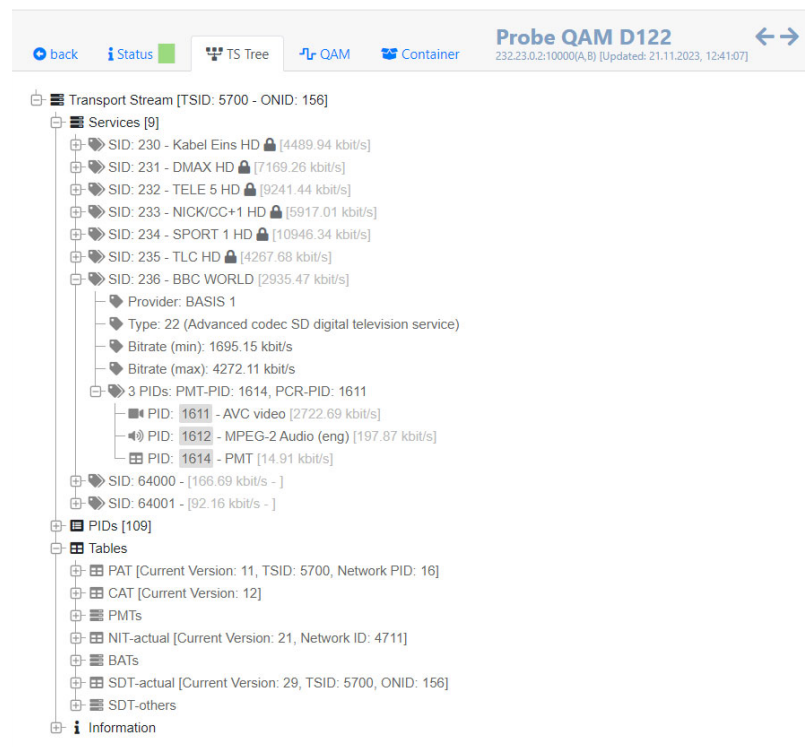 back
Status
TS Tree
QAM
Container
Probe QAM D122
232.23.0.2:10000(A,B) [Updated: 21.11.2023, 12:41:07]
Transport Stream [TSID: 5700 - ONID: 156]
Services [9]
SID: 230 - Kabel Eins HD [4489.94 kbit/s]
SID: 231 - DMAX HD [7169.26 kbit/s]
SID: 232 - TELE 5 HD [9241.44 kbit/s]
SID: 233 - NICK/CC+1 HD [5917.01 kbit/s]
SID: 234 - SPORT 1 HD [10946.34 kbit/s]
SID: 235 - TLC HD [4267.68 kbit/s]
SID: 236 - BBC WORLD [2935.47 kbit/s]
Provider: BASIS 1
Type: 22 (Advanced codec SD digital television service)
Bitrate (min): 1695.15 kbit/s
Bitrate (max): 4272.11 kbit/s
3 PIDs: PMT-PID: 1614, PCR-PID: 1611
PID: 1611 - AVC video [2722.69 kbit/s]
PID: 1612 - MPEG-2 Audio (eng) [197.87 kbit/s]
PID: 1614 - PMT [14.91 kbit/s]
SID: 64000 - [166.69 kbit/s - ]
SID: 64001 - [92.16 kbit/s - ]
PIDs [109]
Tables
PAT [Current Version: 11, TSID: 5700, Network PID: 16]
CAT [Current Version: 12]
PMTs
NIT-actual [Current Version: 21, Network ID: 4711]
BATs
SDT-actual [Current Version: 29, TSID: 5700, ONID: 156]
SDT-others
Information